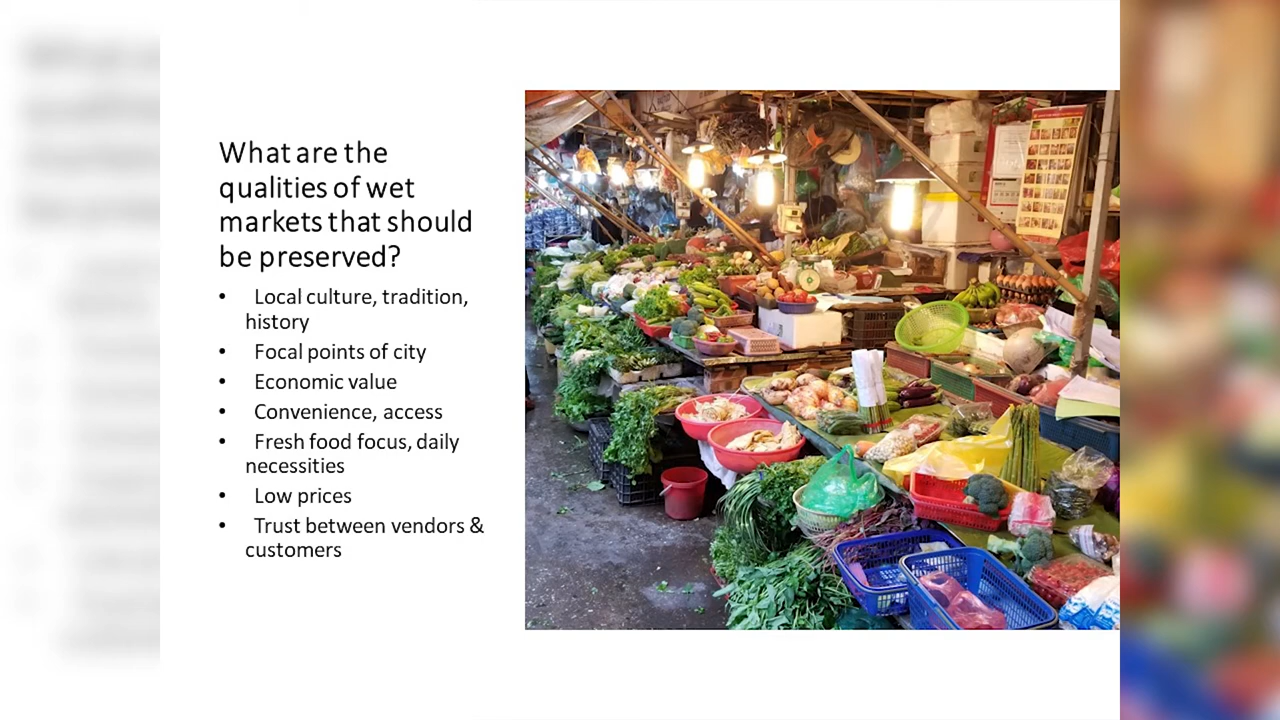 What are the
qualities of wet
markets that should
be preserved?
• Local culture, tradition,
history
• Focal points of city
• Economic value
• Convenience, access
• Fresh food focus, daily
necessities
• Low prices
• Trust between vendors &
customers